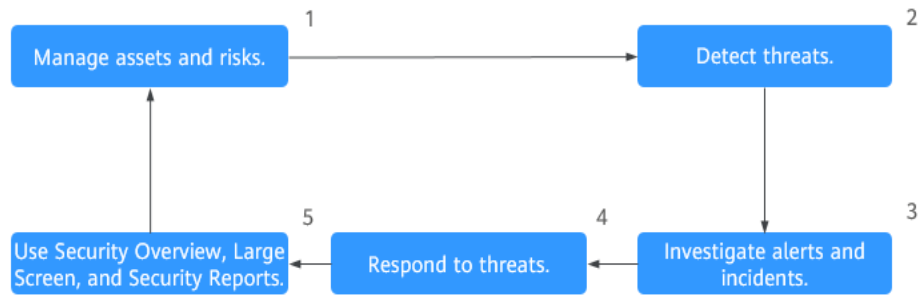 1
Manage assets and risks.
2
Detect threats.
3
Investigate alerts and
incidents.
4
Respond to threats.
5
Use Security Overview, Large
Screen, and Security Reports.